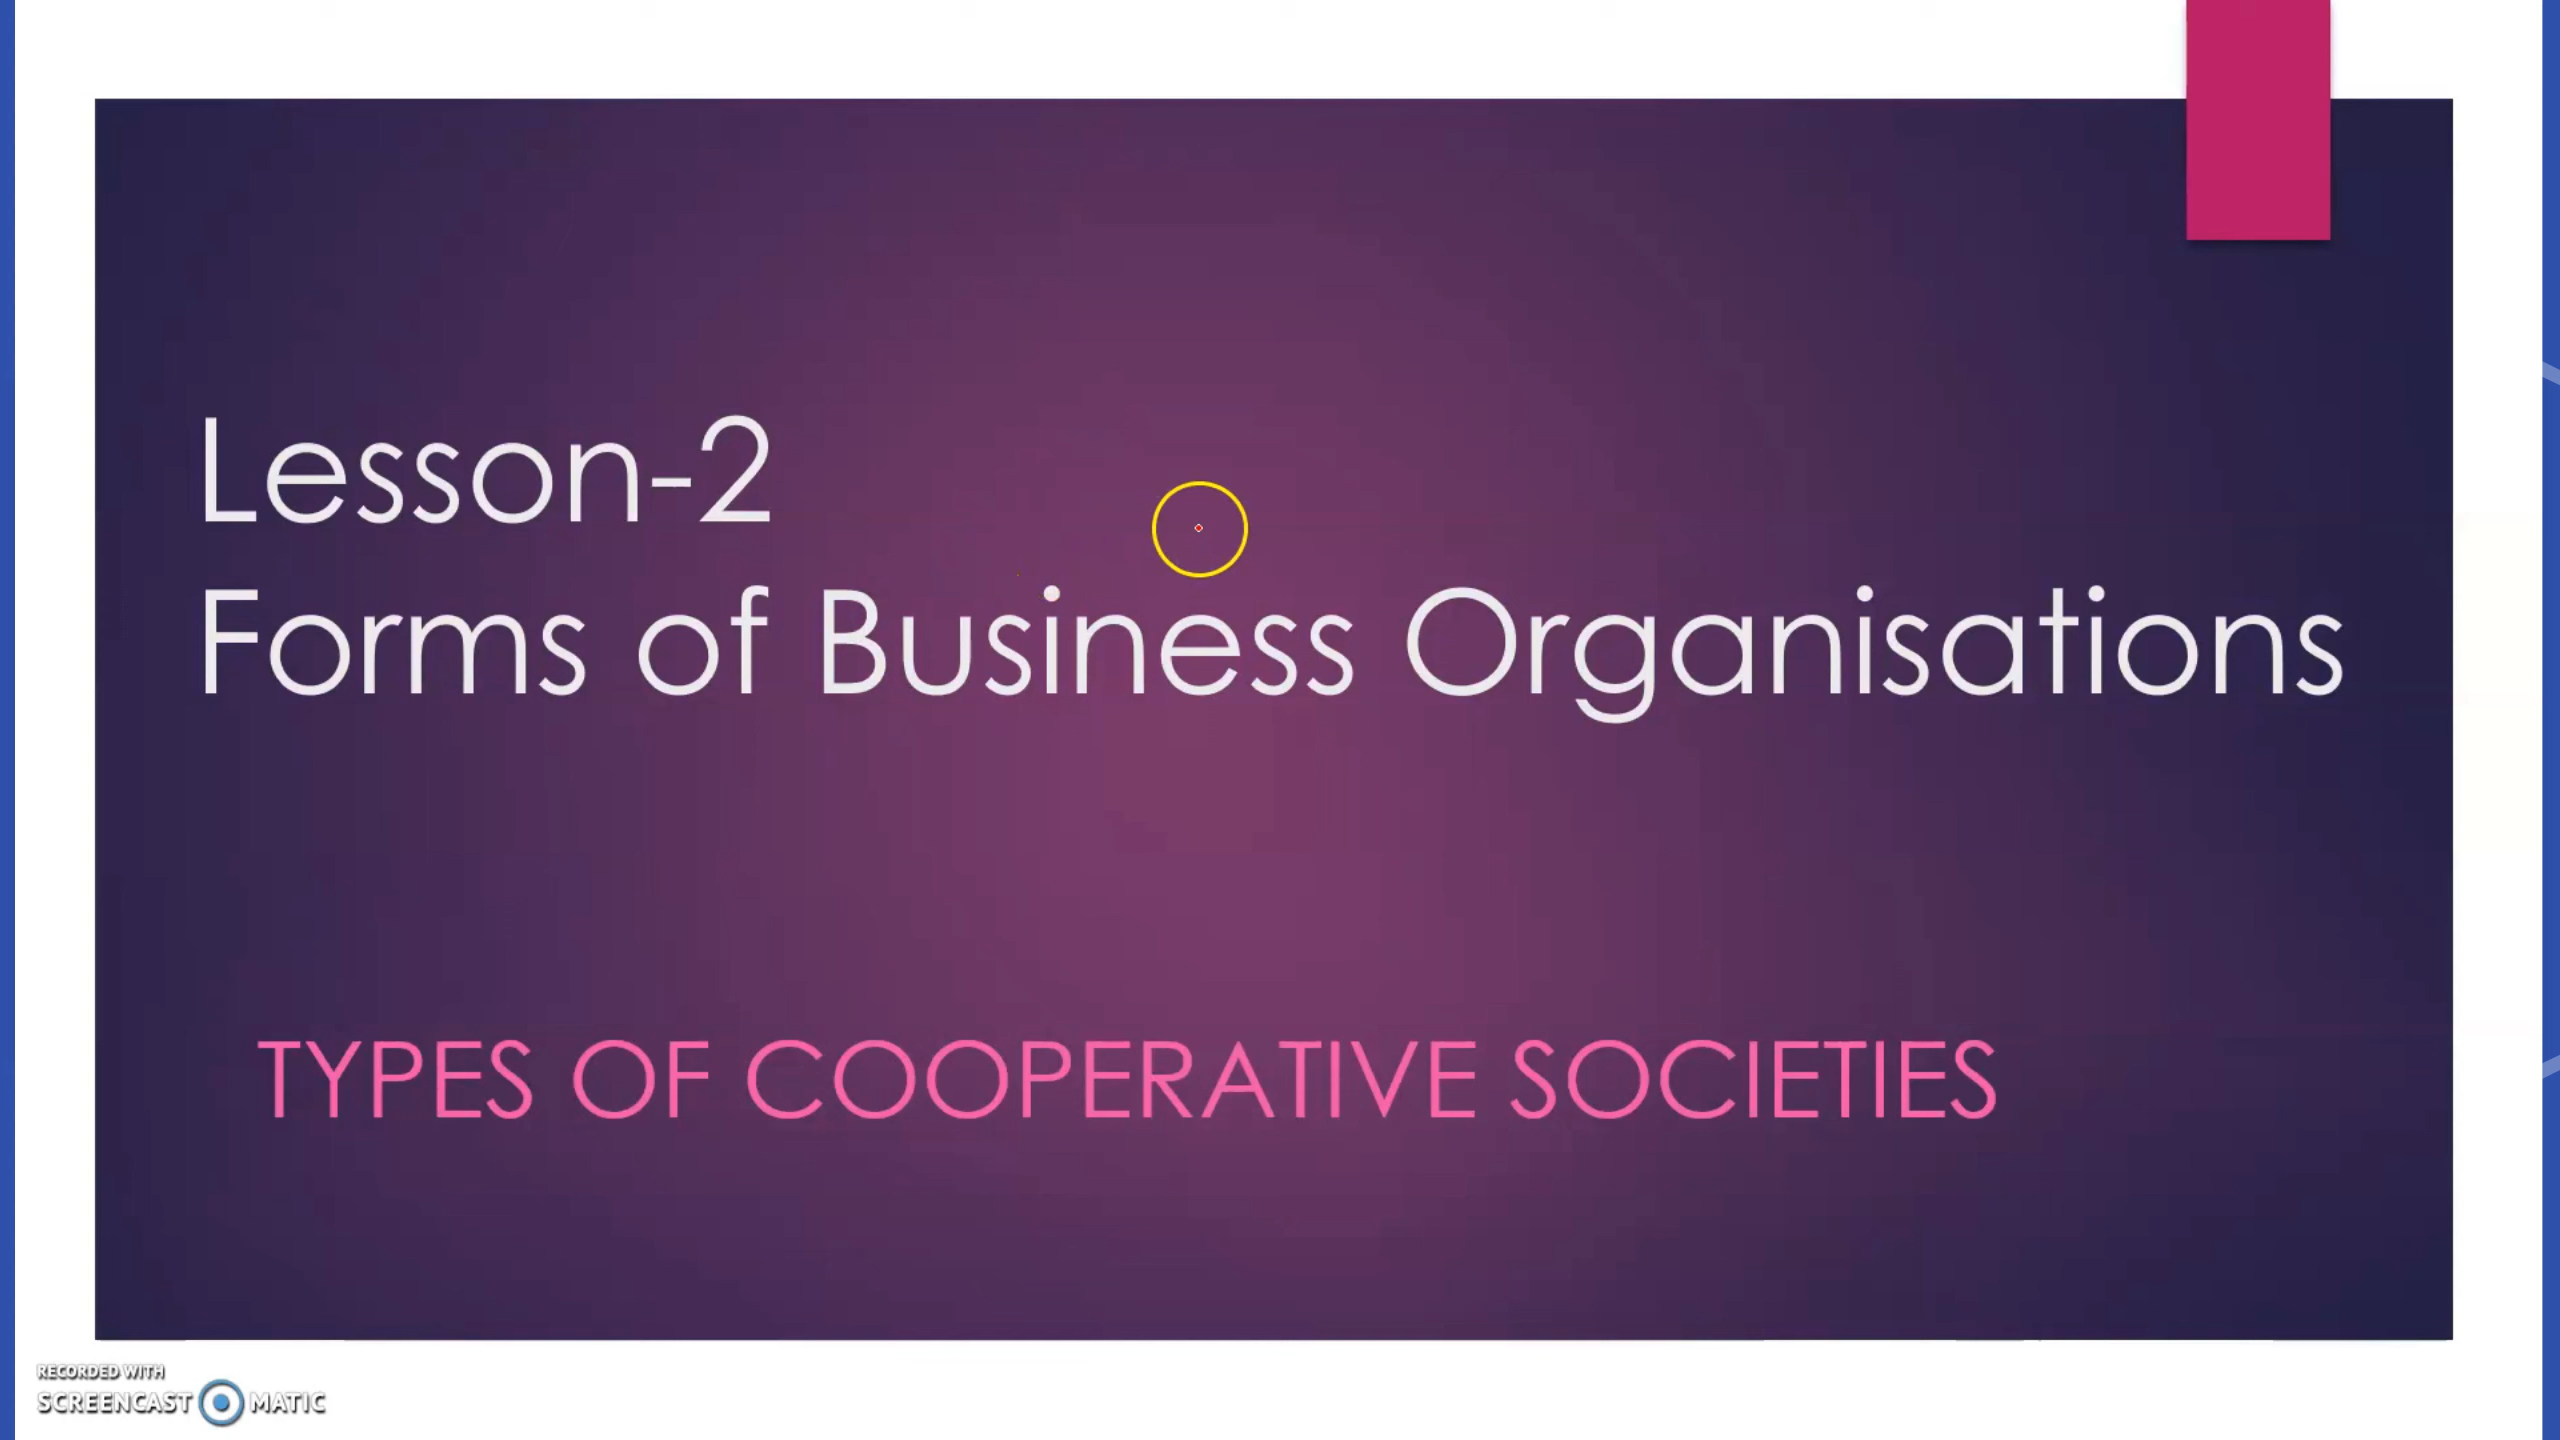 Lesson-2
Forms of Business Organisations
TYPES OF COOPERATIVE SOCIETIES
RECORDED WITH
SCREENCAST MATIC